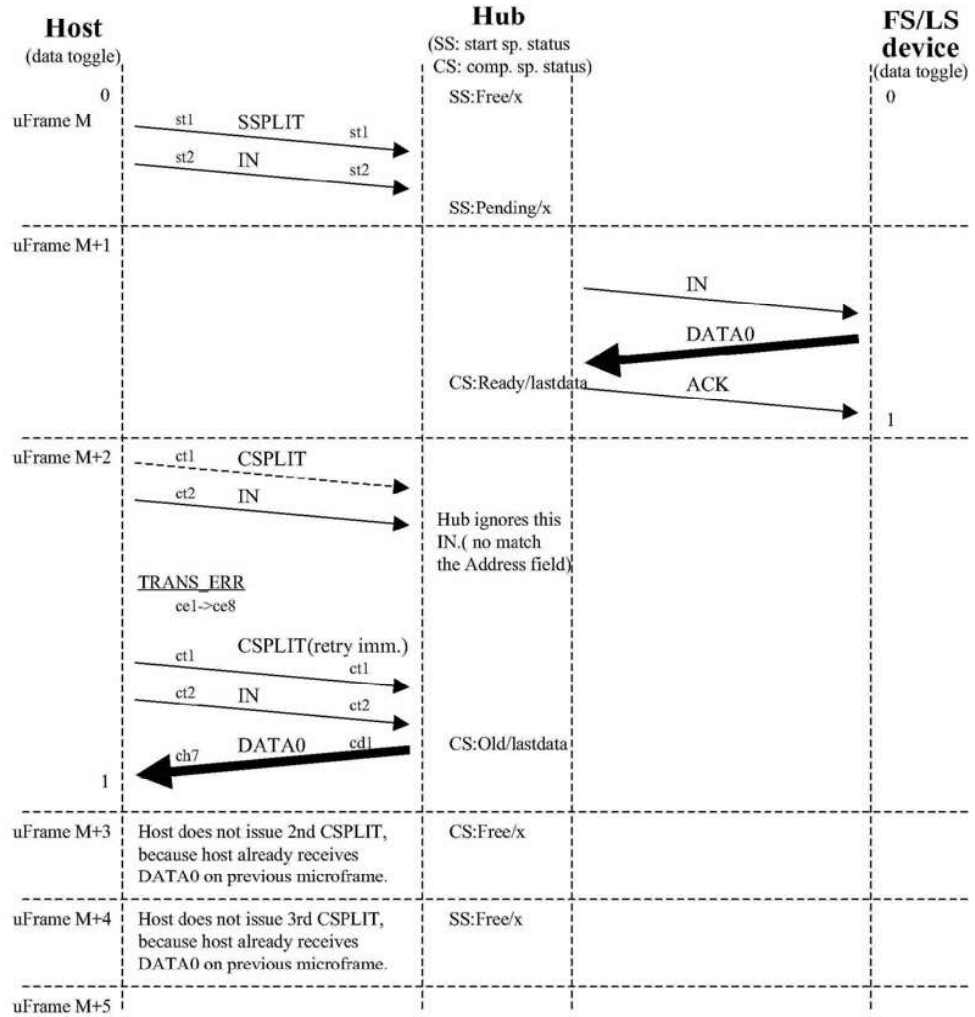 Host
(data toggle)
Hub
(SS: start sp. status
CS: comp. sp. status)
FS/LS
device
(data toggle)
0
SS:Free/x
0
uFrame M
st1
SSPLIT
st1
st2
IN
st2
SS:Pending/x
uFrame M+1
IN
DATA0
CS:Ready/lastdata
ACK
1
uFrame M+2
ct1
CSPLIT
ct2
IN
Hub ignores this
IN.( no match
the Address field)
TRANS_ERR
ce1->ce8
CSPLIT(retry imm.)
ct1
ct1
ct2
IN
ct2
ch7
DATA0
cd1
CS:Old/lastdata
1
uFrame M+3
Host does not issue 2nd CSPLIT,
because host already receives
DATA0 on previous microframe.
CS:Free/x
uFrame M+4
Host does not issue 3rd CSPLIT,
because host already receives
DATA0 on previous microframe.
SS:Free/x
uFrame M+5